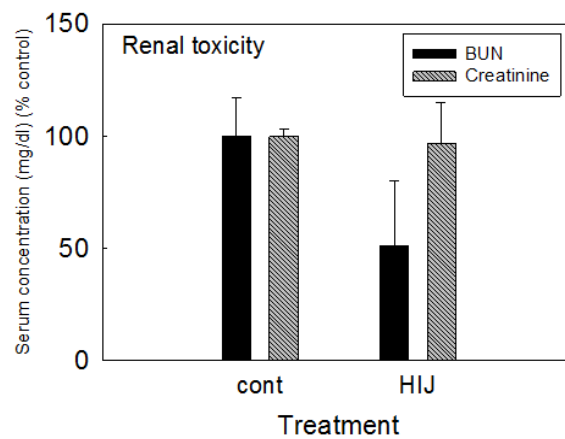 Renal toxicity
BUN
Creatinine
Serum concentration (mg/dl) (% control)
150
100
50
0
cont HIJ
Treatment